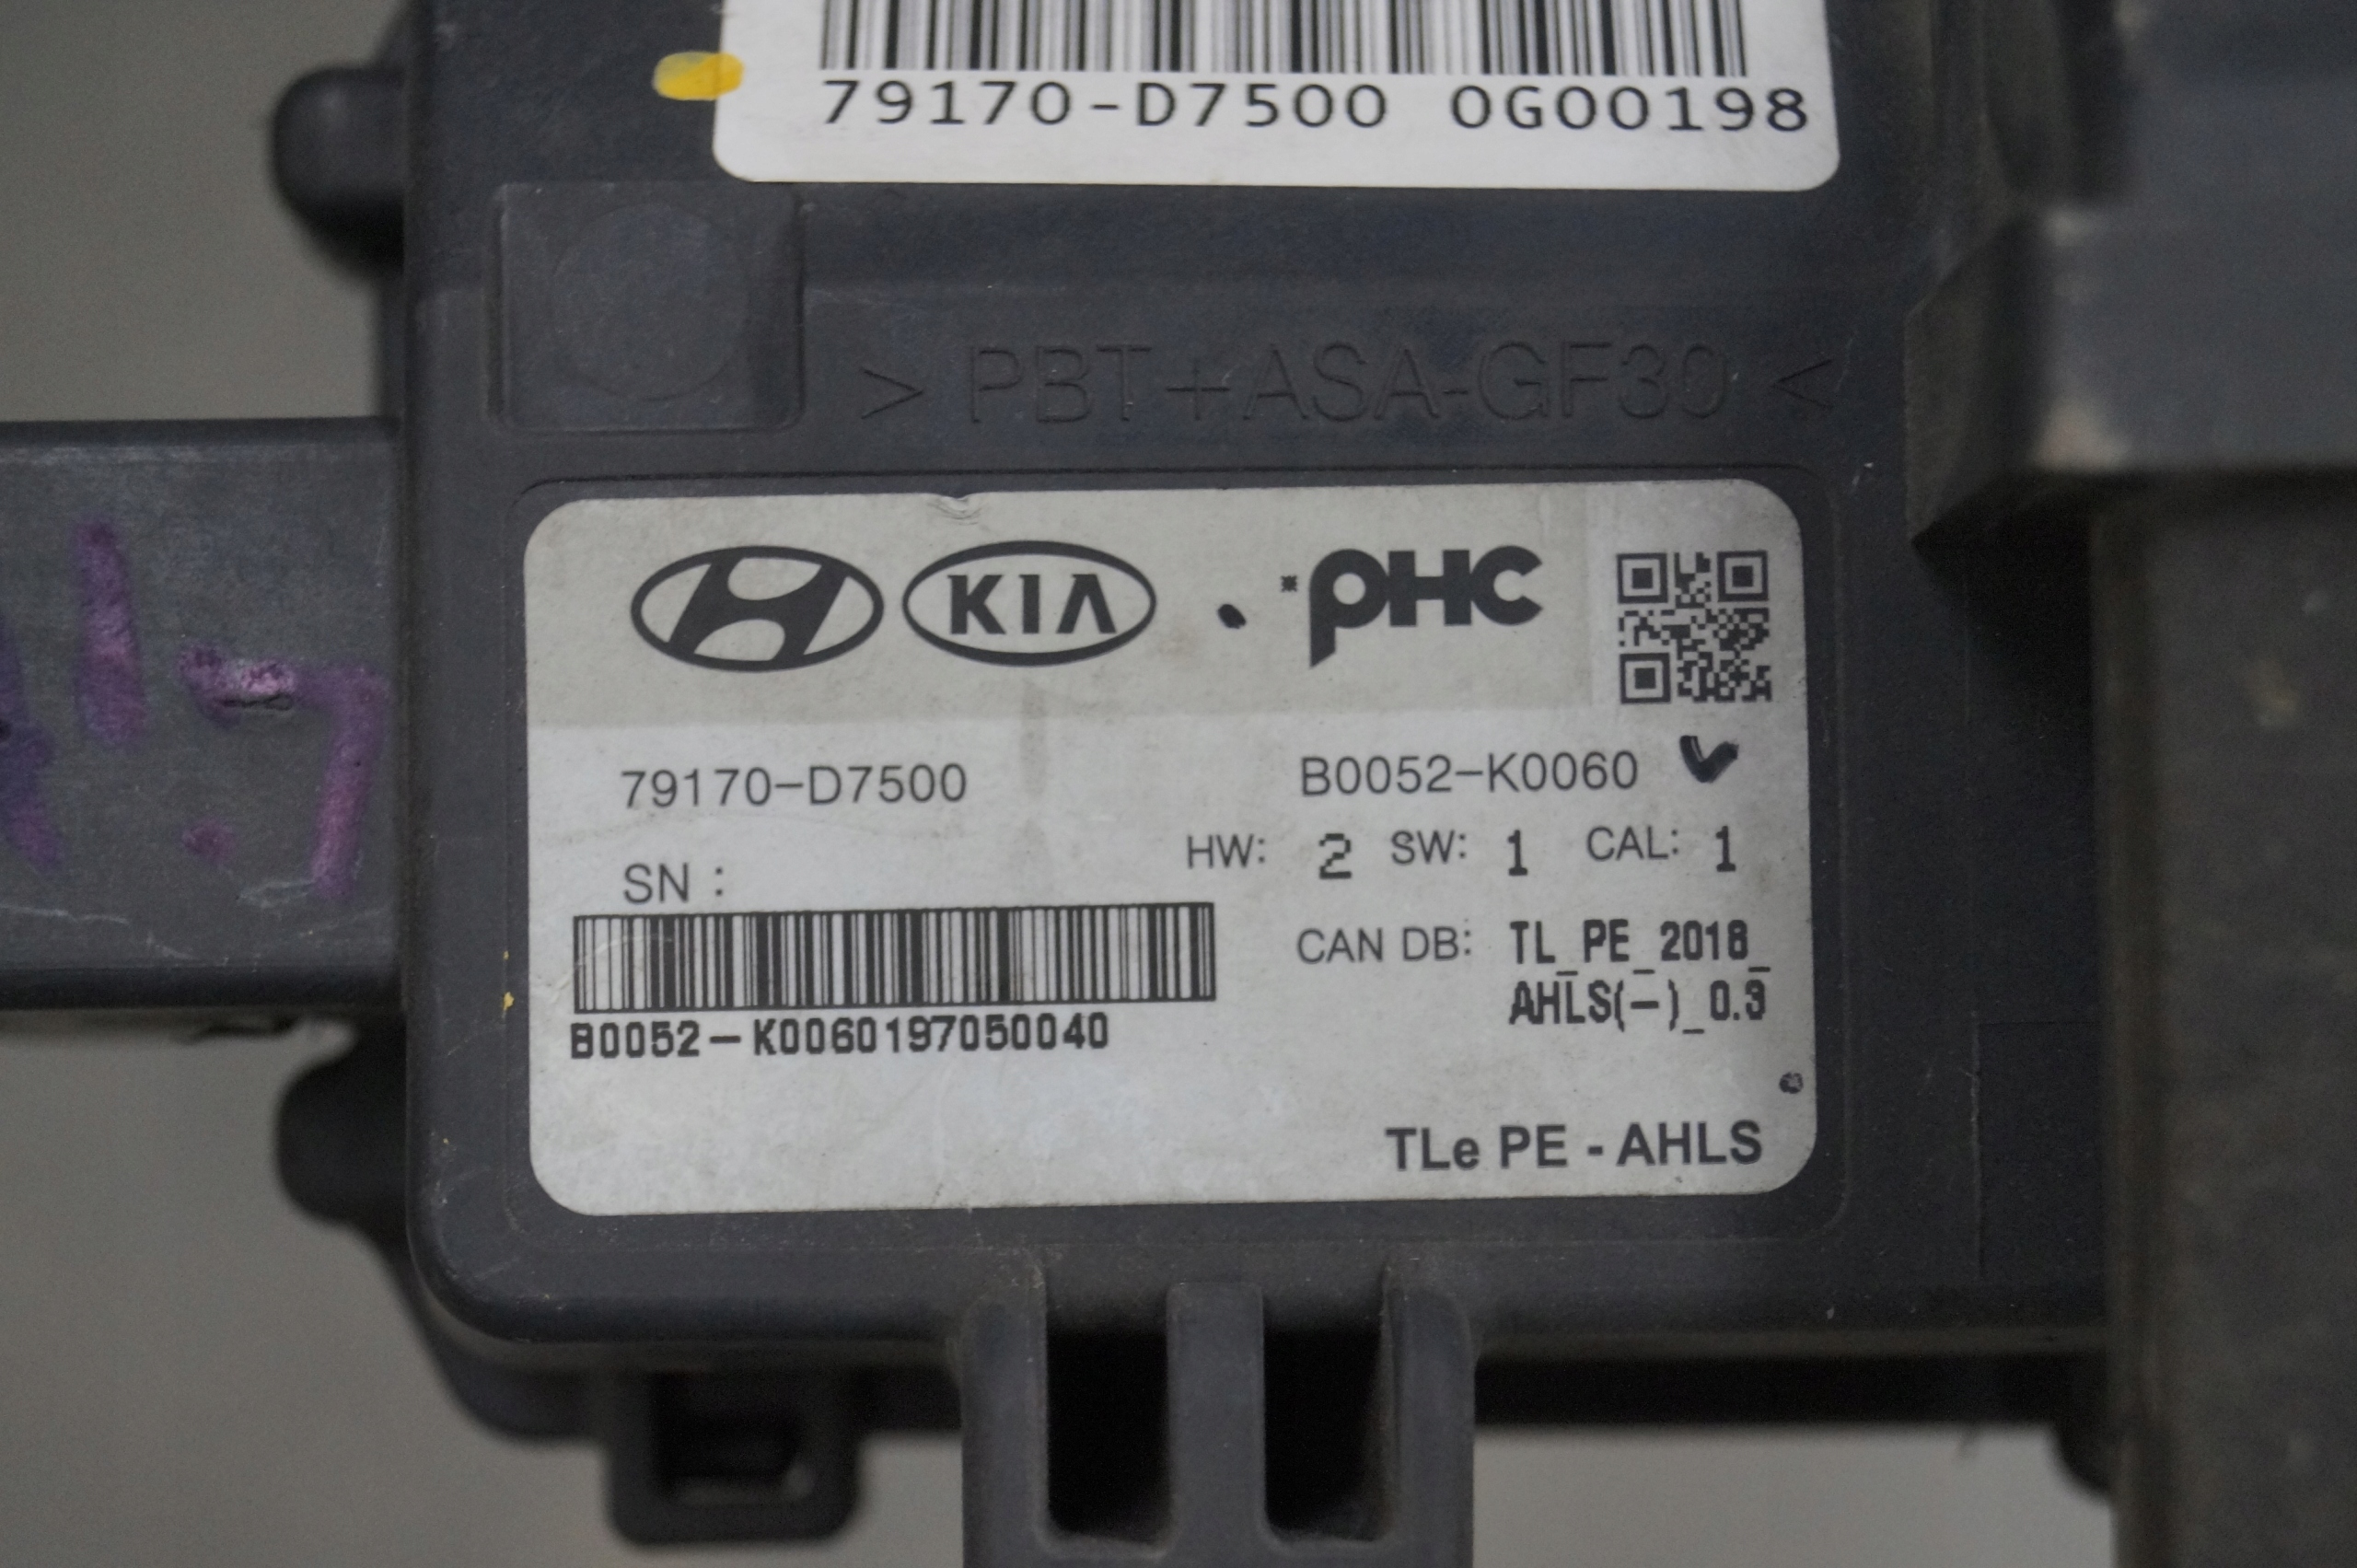 79170-D7500 0G00198
> PBT+ASA-GF30 <
KIA PHC
79170-D7500 B0052-K0060
HW: 2 SW: 1 CAL: 1
SN :
CAN DB: TL_PE_2018_
AHLS(-)_0.3
B0052-K0060197050040
TLe PE - AHLS